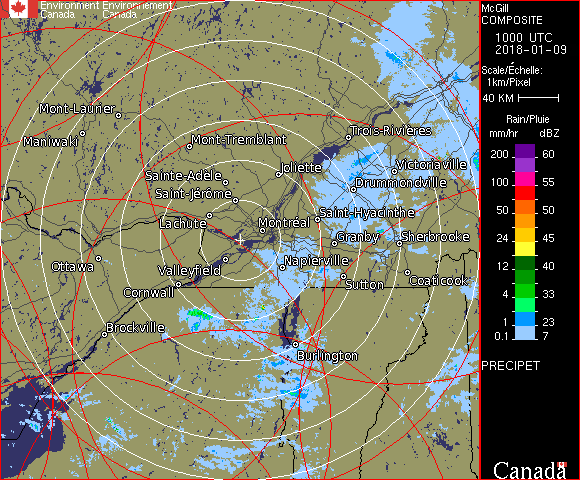 Environment Environnement
Canada Canada
McGill
COMPOSITE
1000 UTC
2018-01-09
Scale/Échelle:
1km/Pixel
40 KM
Rain/Pluie
mm/hr dBZ
200 60
100 55
50 50
24 45
12 40
4 33
1 23
0.1 7
PRECIPET
Canada
Mont-Laurier
Maniwaki
Mont-Tremblant
Trois-Rivières
Joliette
Victoriaville
Sainte-Adèle
Drummondville
Saint-Jérôme
Lachute
Saint-Hyacinthe
Montréal
Granby
Sherbrooke
Ottawa
Valleyfield
Napierville
Cornwall
Sutton
Coaticook
Brockville
Burlington